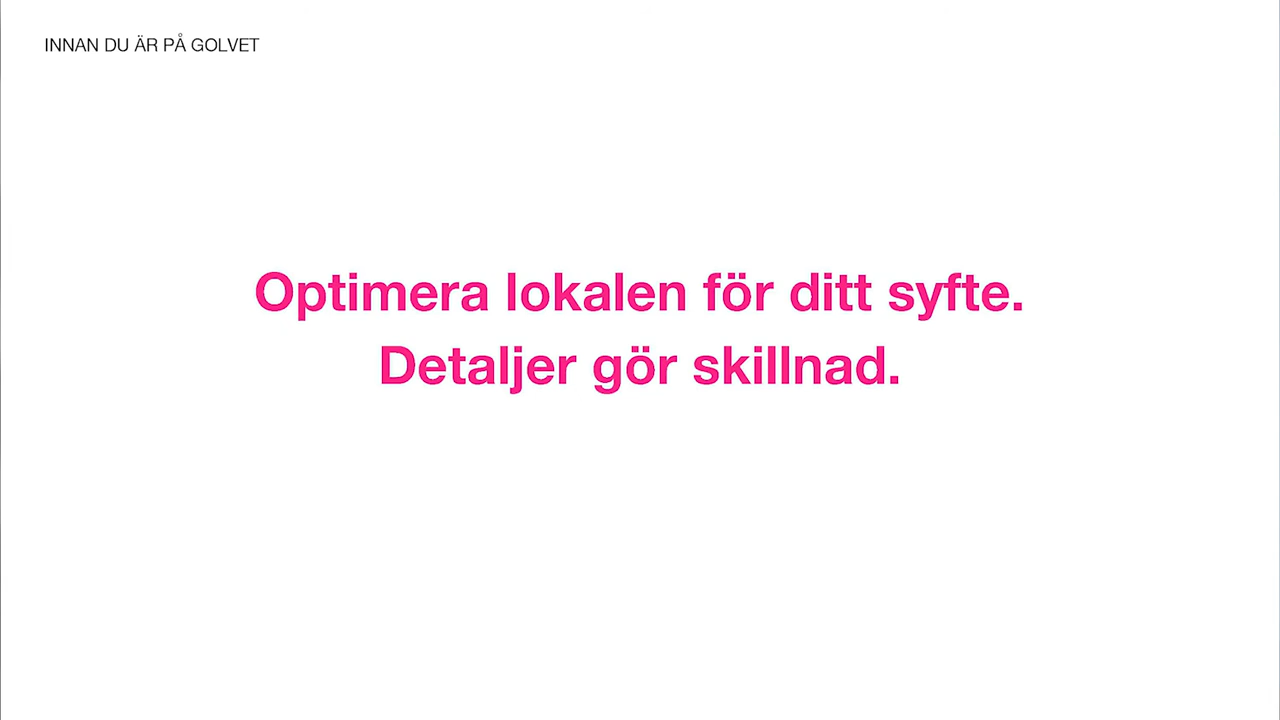 INNAN DU ÄR PÅ GOLVET
Optimera lokalen för ditt syfte.
Detaljer gör skillnad.